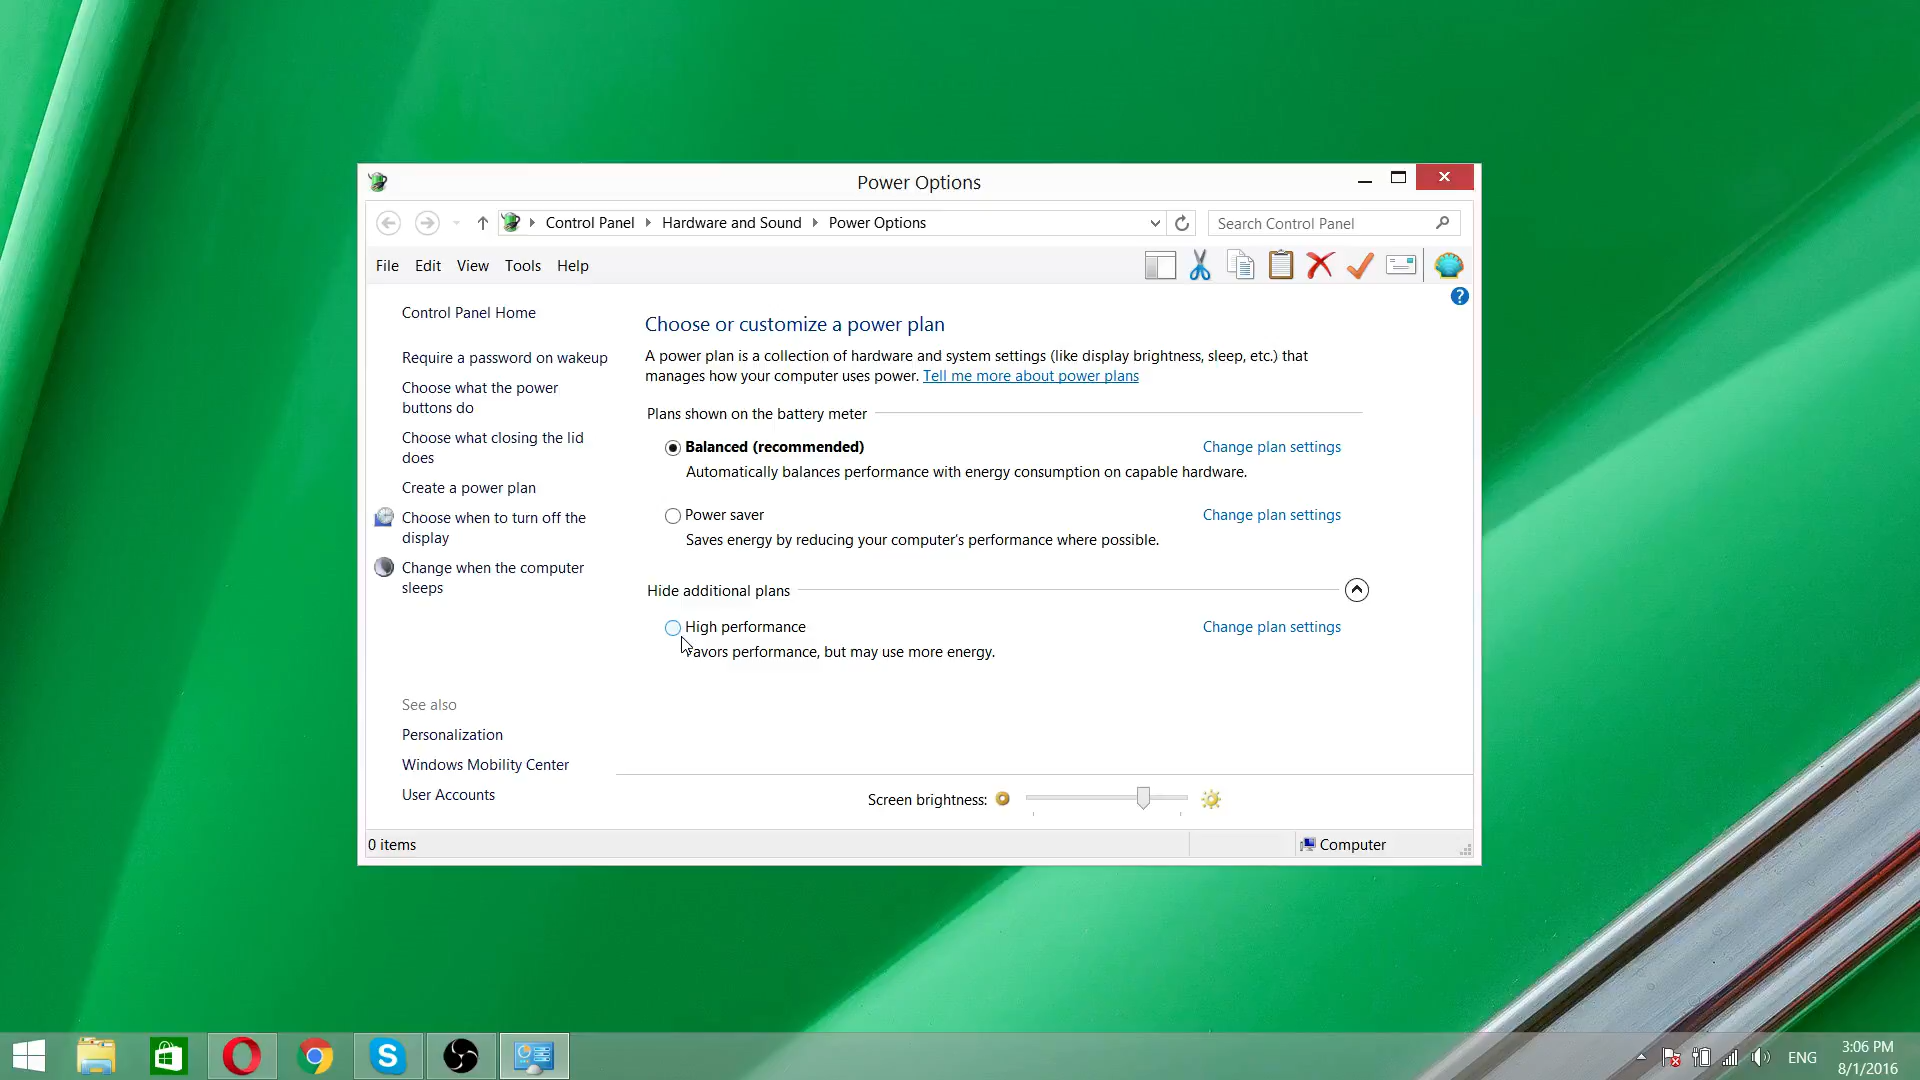 Power Options
Control Panel Hardware and Sound Power Options
Search Control Panel
File Edit View Tools Help
?
Control Panel Home
Require a password on wakeup
Choose what the power
buttons do
Choose what closing the lid
does
Create a power plan
Choose when to turn off the
display
Change when the computer
sleeps
See also
Personalization
Windows Mobility Center
User Accounts
Choose or customize a power plan
A power plan is a collection of hardware and system settings (like display brightness, sleep, etc.) that
manages how your computer uses power. Tell me more about power plans
Plans shown on the battery meter
Balanced (recommended) Change plan settings
Automatically balances performance with energy consumption on capable hardware.
Power saver Change plan settings
Saves energy by reducing your computer's performance where possible.
Hide additional plans
High performance Change plan settings
Favors performance, but may use more energy.
Screen brightness:
0 items
Computer
ENG
3:06 PM
8/1/2016